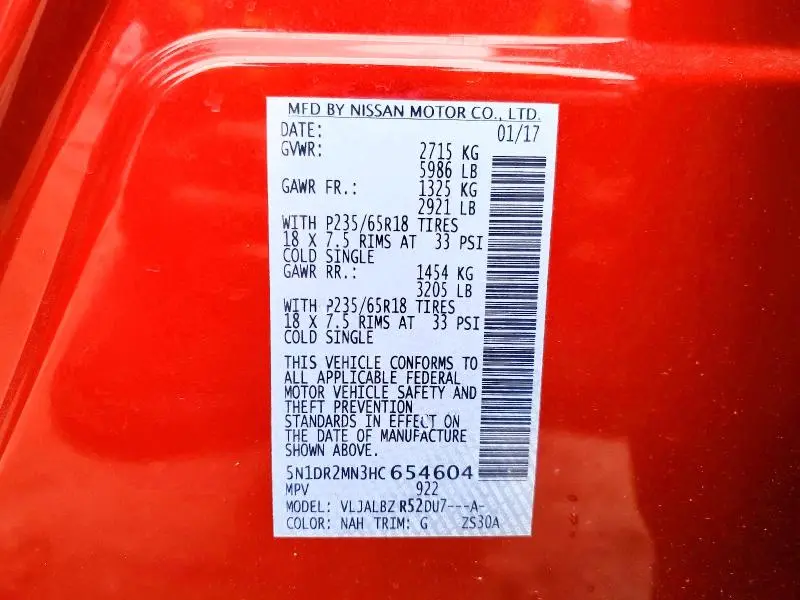 MFD BY NISSAN MOTOR CO., LTD.
DATE: 01/17
GVWR: 2715 KG
5986 LB
GAWR FR.: 1325 KG
2921 LB
WITH P235/65R18 TIRES
18 X 7.5 RIMS AT 33 PSI
COLD SINGLE
GAWR RR.: 1454 KG
3205 LB
WITH P235/65R18 TIRES
18 X 7.5 RIMS AT 33 PSI
COLD SINGLE
THIS VEHICLE CONFORMS TO
ALL APPLICABLE FEDERAL
MOTOR VEHICLE SAFETY AND
THEFT PREVENTION
STANDARDS IN EFFECT ON
THE DATE OF MANUFACTURE
SHOWN ABOVE.
5N1DR2MN3HC654604
MPV 922
MODEL: VLJALBZ R52DU7---A-
COLOR: NAH TRIM: G ZS30A